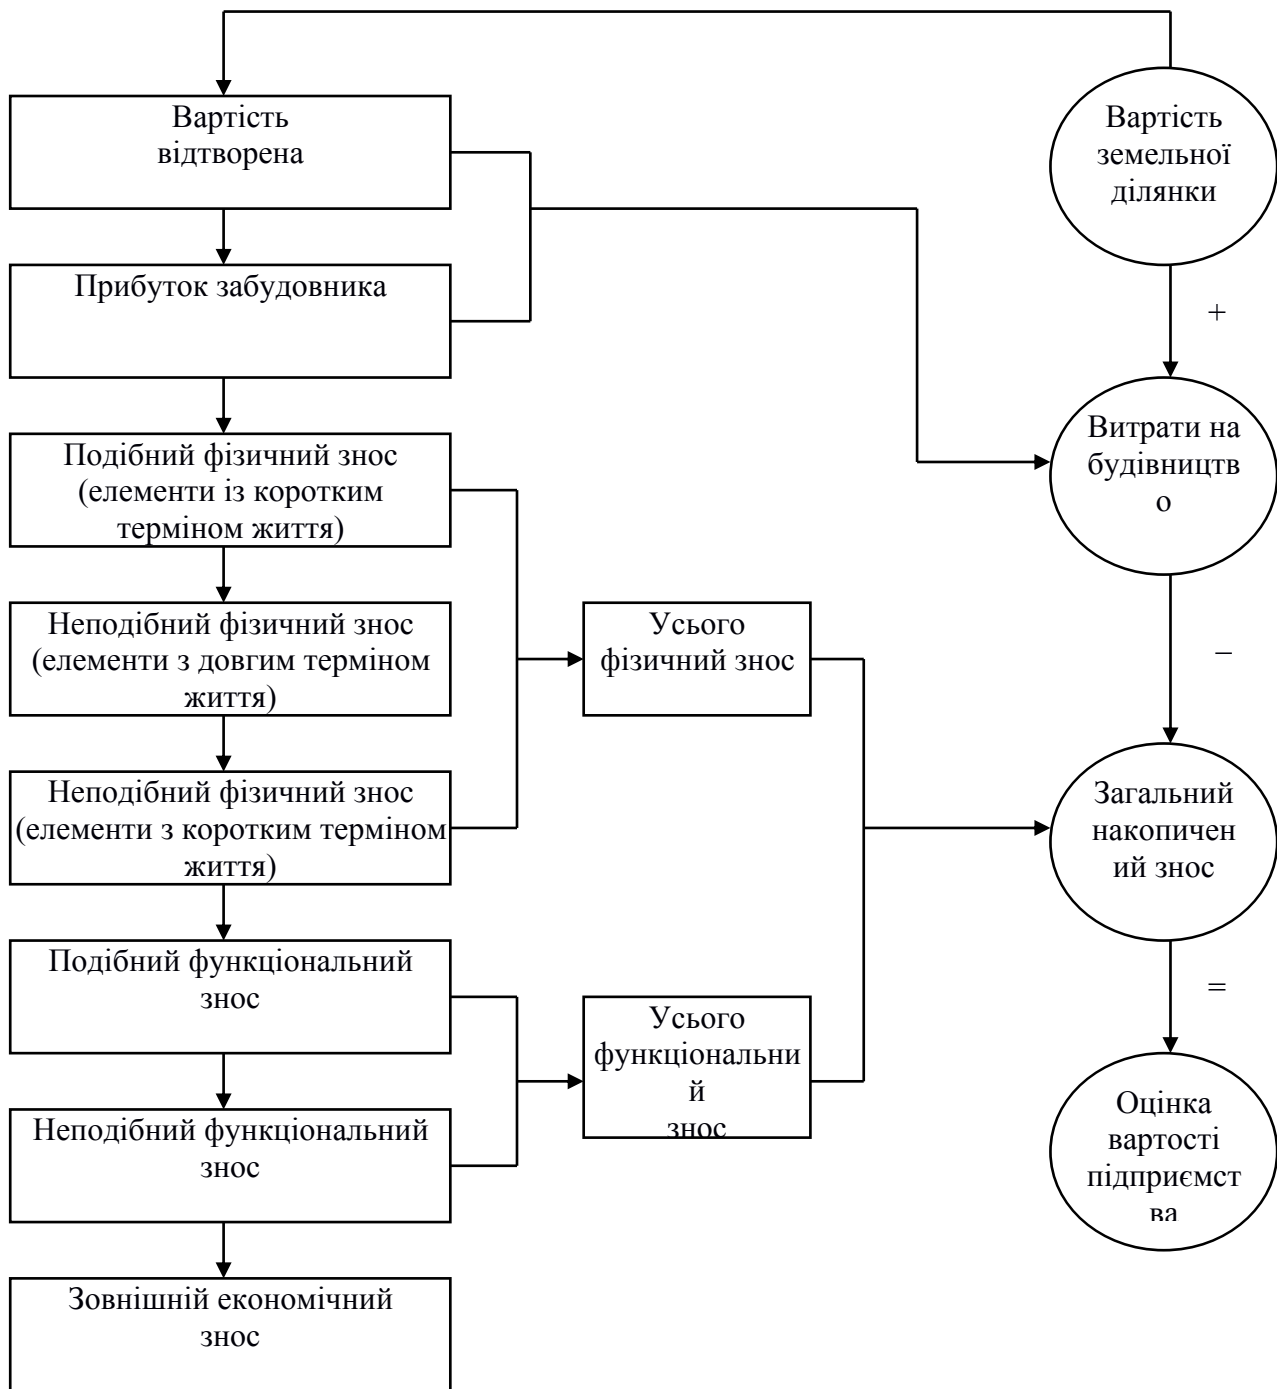 Вартість
відтворена
Прибуток забудовника
Подібний фізичний знос
(елементи із коротким
терміном життя)
Неподібний фізичний знос
(елементи з довгим терміном
життя)
Неподібний фізичний знос
(елементи з коротким терміном
життя)
Подібний функціональний
знос
Неподібний функціональний
знос
Зовнішній економічний
знос
Усього
фізичний знос
Усього
функціональни
й
знос
Вартість
земельної
ділянки
+
Витрати на
будівництв
о
–
Загальний
накопичен
ий знос
=
Оцінка
вартості
підприємст
ва